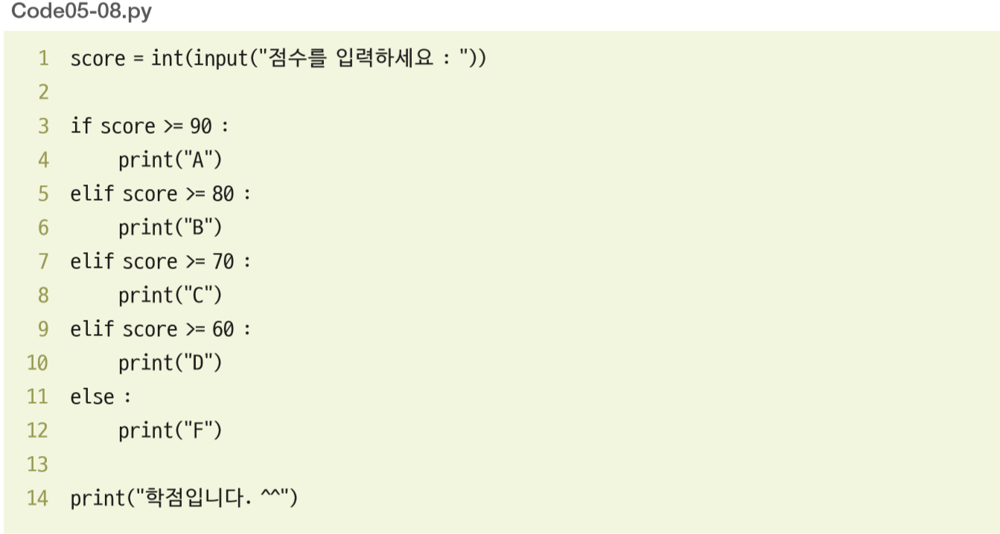 Code05-08.py
1 score = int(input("점수를 입력하세요 : "))
2
3 if score >= 90 :
4     print("A")
5 elif score >= 80 :
6     print("B")
7 elif score >= 70 :
8     print("C")
9 elif score >= 60 :
10     print("D")
11 else :
12     print("F")
13
14 print("학점입니다. ^^")